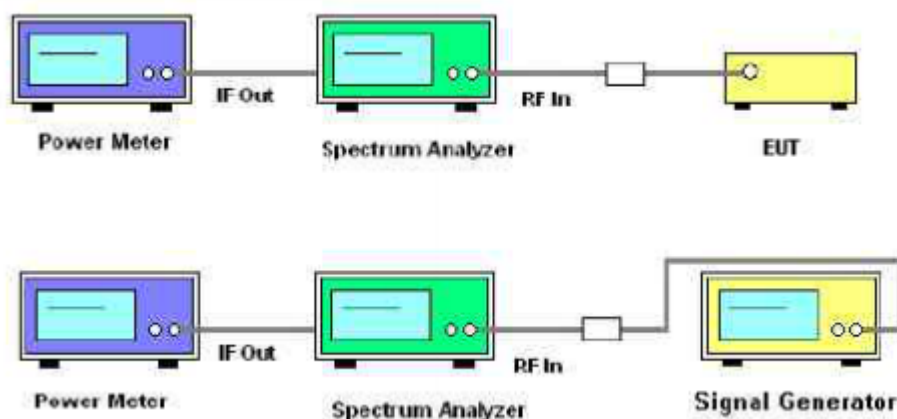 IF Out
RF In
Power Meter
Spectrum Analyzer
EUT
IF Out
RF In
Power Meter
Spectrum Analyzer
Signal Generator